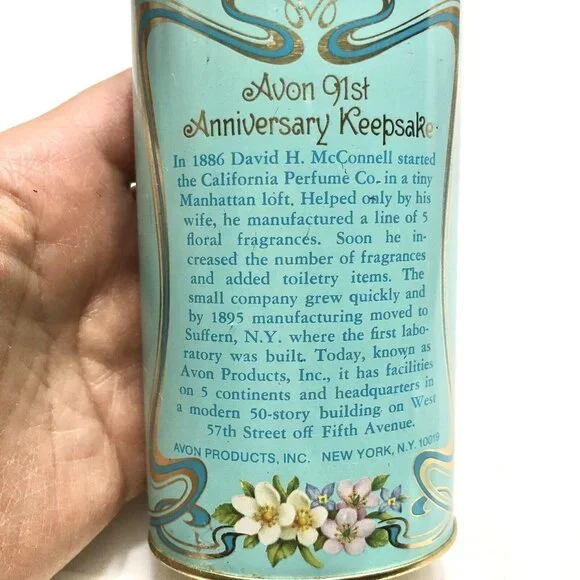 Avon 91st
Anniversary Keepsake
In 1886 David H. McConnell started
the California Perfume Co. in a tiny
Manhattan loft. Helped only by his
wife, he manufactured a line of 5
floral fragrances. Soon he in-
creased the number of fragrances
and added toiletry items. The
small company grew quickly and
by 1895 manufacturing moved to
Suffern, N.Y. where the first labo-
ratory was built. Today, known as
Avon Products, Inc., it has facilities
on 5 continents and headquarters in
a modern 50-story building on West
57th Street off Fifth Avenue.
AVON PRODUCTS, INC. NEW YORK, N.Y. 10019